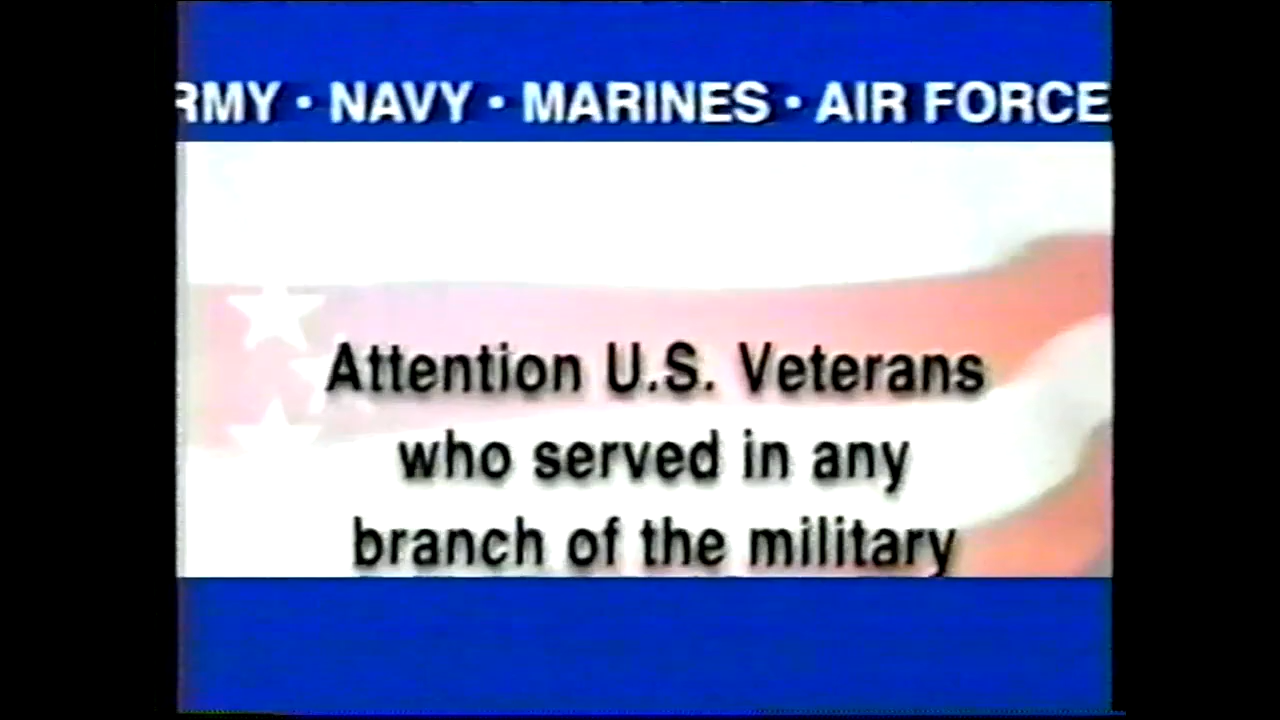 RMY • NAVY • MARINES • AIR FORCE
Attention U.S. Veterans
who served in any
branch of the military